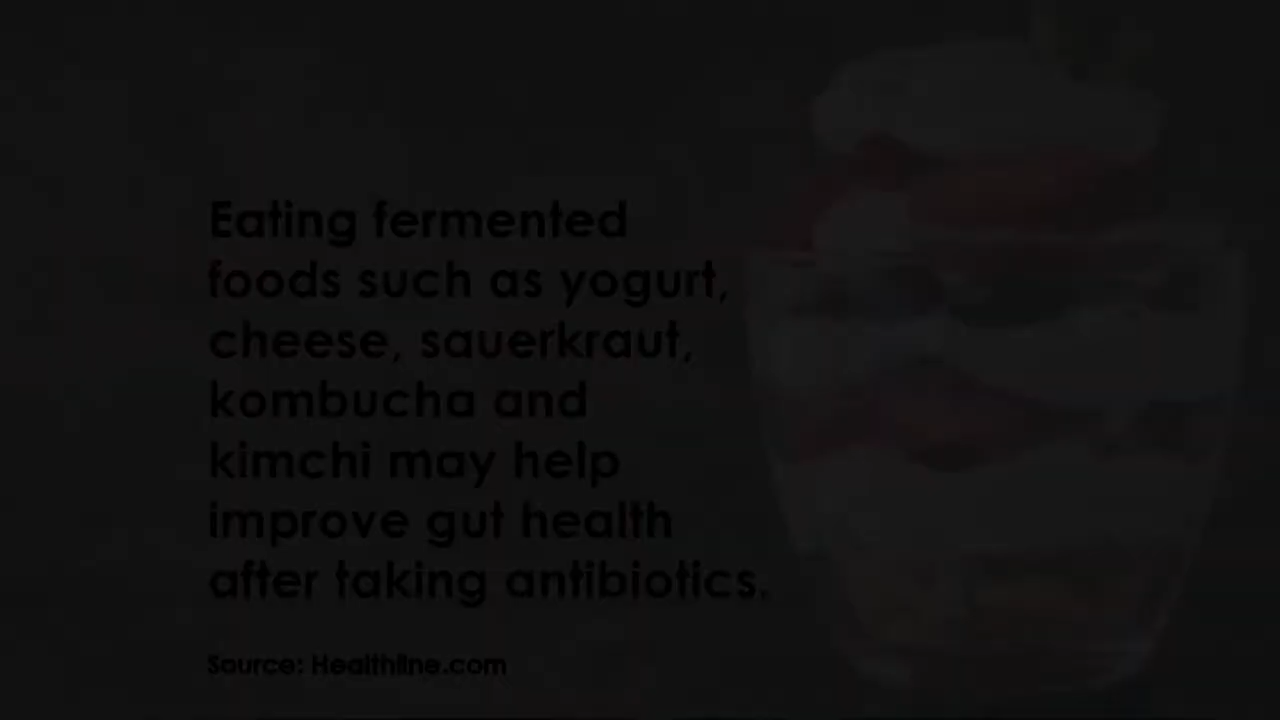 Eating fermented
foods such as yogurt,
cheese, sauerkraut,
kombucha and
kimchi may help
improve gut health
after taking antibiotics.
Source: Healthline.com